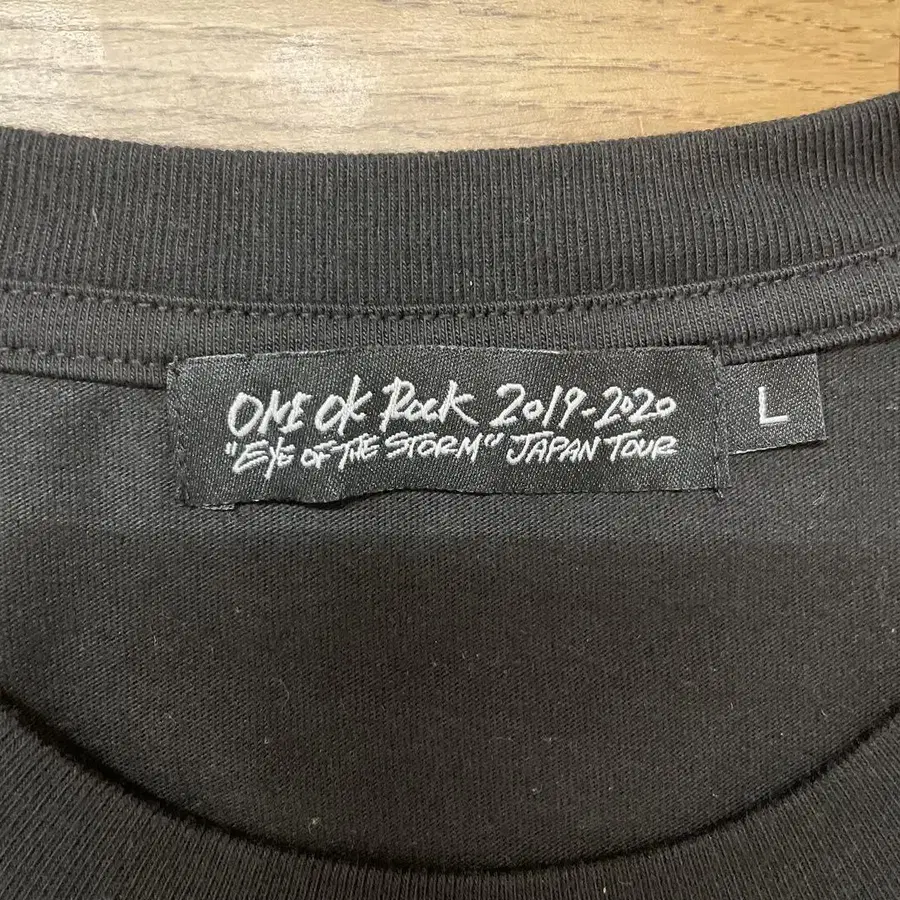 ONE OK ROCK 2019-2020
"EYE OF THE STORM" JAPAN TOUR
L